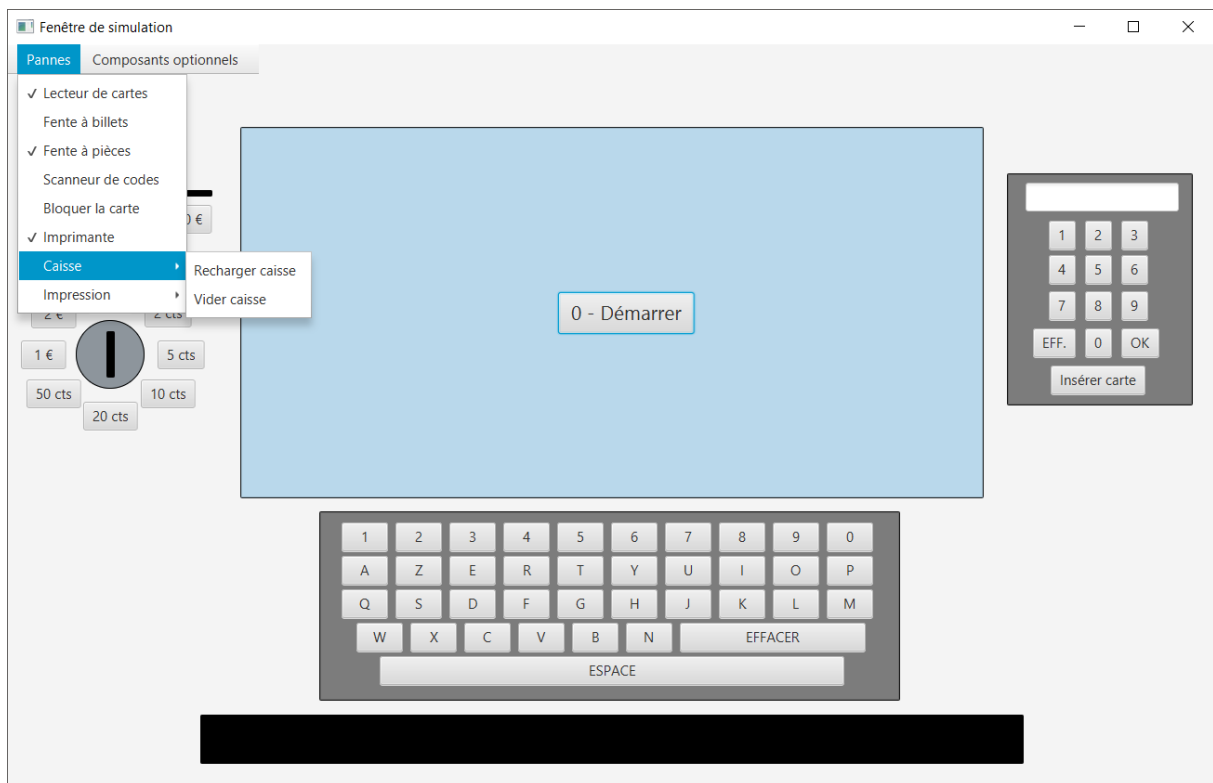 Fenêtre de simulation
Pannes Composants optionnels
✓ Lecteur de cartes
Fente à billets
✓ Fente à pièces
Scanneur de codes
Bloquer la carte
✓ Imprimante
Caisse
Impression
Recharger caisse
Vider caisse
0 €
2 € 2 cts
1 € 5 cts
50 cts 10 cts
20 cts
0 - Démarrer
1 2 3
4 5 6
7 8 9
EFF. 0 OK
Insérer carte
1 2 3 4 5 6 7 8 9 0
A Z E R T Y U I O P
Q S D F G H J K L M
W X C V B N EFFACER
ESPACE